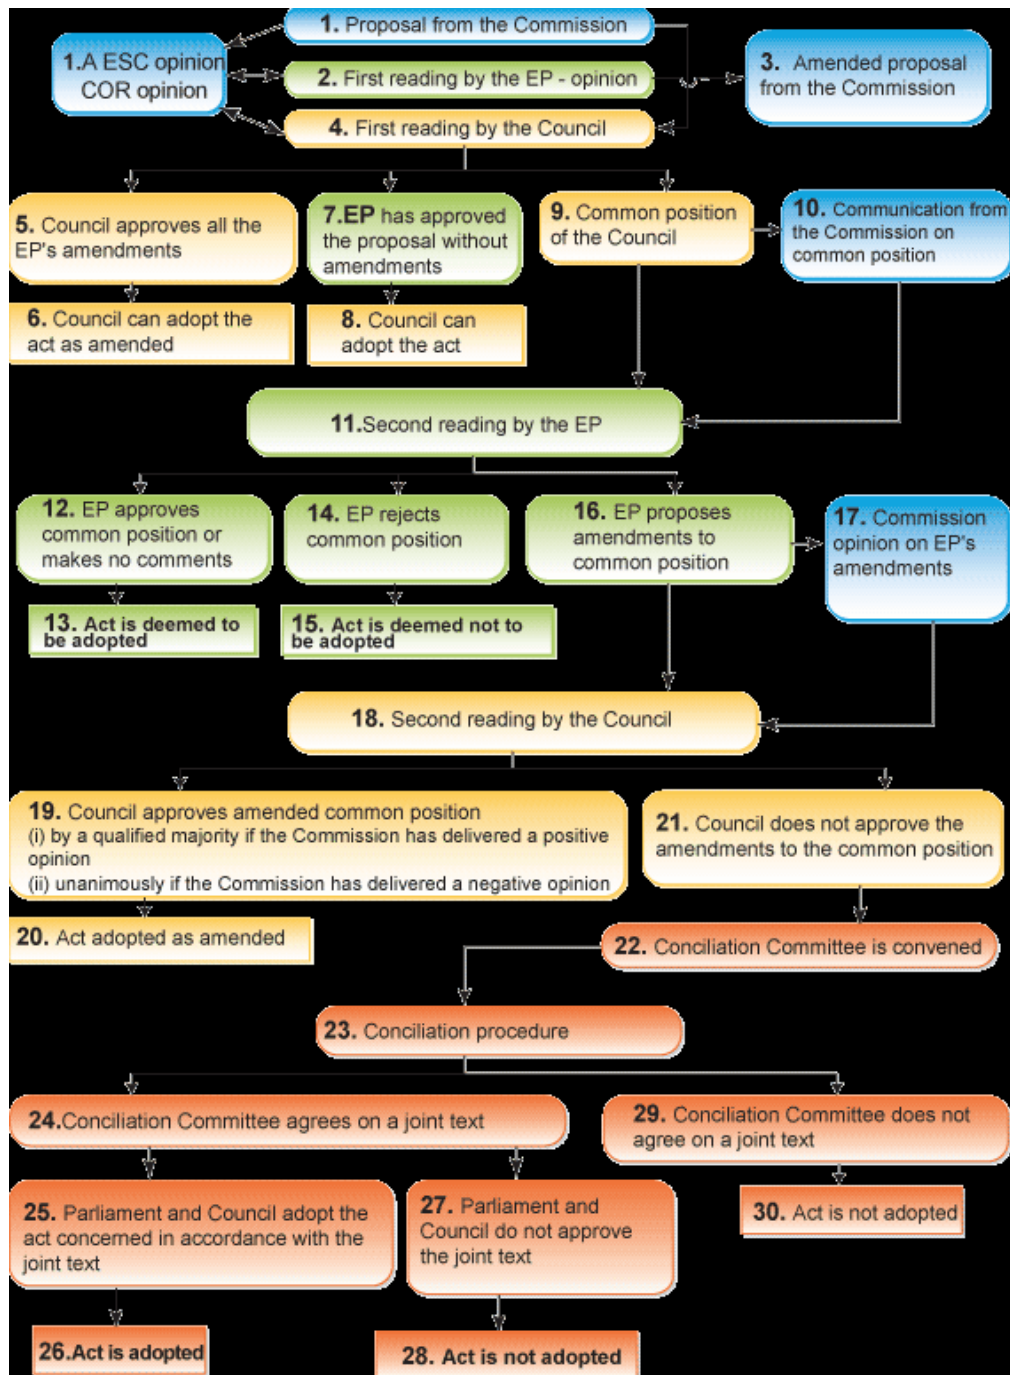 1. Proposal from the Commission
1.A ESC opinion
COR opinion
2. First reading by the EP - opinion
3. Amended proposal
from the Commission
4. First reading by the Council
5. Council approves all the
EP's amendments
7.EP has approved
the proposal without
amendments
9. Common position
of the Council
10. Communication from
the Commission on
common position
6. Council can adopt the
act as amended
8. Council can
adopt the act
11.Second reading by the EP
12. EP approves
common position or
makes no comments
14. EP rejects
common position
16. EP proposes
amendments to
common position
17. Commission
opinion on EP's
amendments
13. Act is deemed to
be adopted
15. Act is deemed not to
be adopted
18. Second reading by the Council
19. Council approves amended common position
(i) by a qualified majority if the Commission has delivered a positive
opinion
(ii) unanimously if the Commission has delivered a negative opinion
21. Council does not approve the
amendments to the common position
20. Act adopted as amended
22. Conciliation Committee is convened
23. Conciliation procedure
24.Conciliation Committee agrees on a joint text
29. Conciliation Committee does not
agree on a joint text
25. Parliament and Council adopt the
act concerned in accordance with the
joint text
27. Parliament and
Council do not approve
the joint text
30. Act is not adopted
26.Act is adopted
28. Act is not adopted